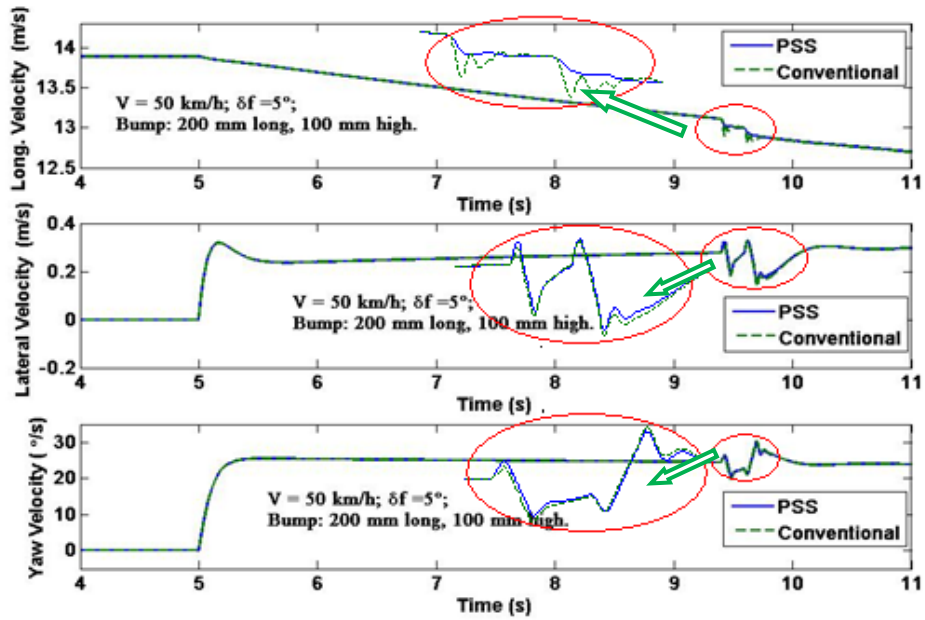 Long. Velocity (m/s)
14
13.5
13
12.5
V = 50 km/h; δf =5°;
Bump: 200 mm long, 100 mm high.
PSS
Conventional
4 5 6 7 8 9 10 11
Time (s)
Lateral Velocity (m/s)
0.4
0.2
0
-0.2
V = 50 km/h; δf =5°;
Bump: 200 mm long, 100 mm high.
PSS
Conventional
4 5 6 7 8 9 10 11
Time (s)
Yaw Velocity ( °/s)
30
20
10
0
V = 50 km/h; δf =5°;
Bump: 200 mm long, 100 mm high.
PSS
Conventional
4 5 6 7 8 9 10 11
Time (s)